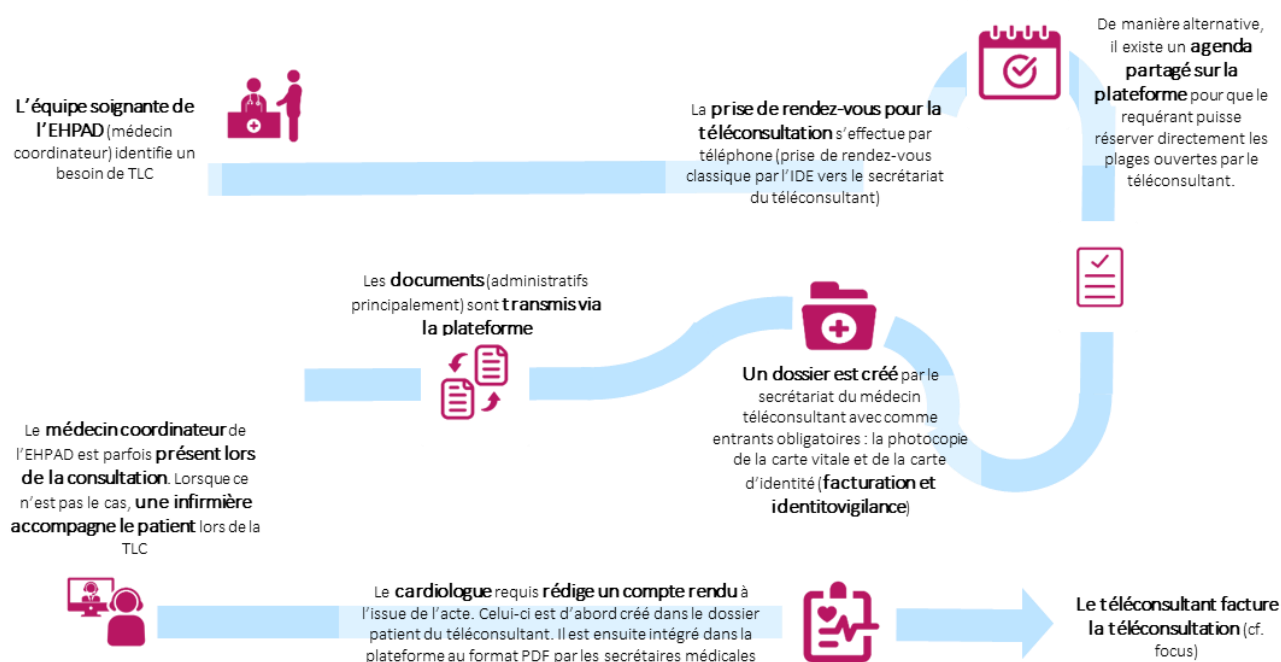 L'équipe soignante de
l'EHPAD (médecin
coordinateur) identifie un
besoin de TLC
La prise de rendez-vous pour la
téléconsultation s'effectue par
téléphone (prise de rendez-vous
classique par l'IDE vers le secrétariat
du téléconsultant)
De manière alternative,
il existe un agenda
partagé sur la
plateforme pour que le
requérant puisse
réserver directement les
plages ouvertes par le
téléconsultant.
Un dossier est créé par le
secrétariat du médecin
téléconsultant avec comme
entrants obligatoires : la photocopie
de la carte vitale et de la carte
d'identité (facturation et
identitovigilance)
Les documents (administratifs
principalement) sont transmis via
la plateforme
Le médecin coordinateur de
l'EHPAD est parfois présent lors
de la consultation. Lorsque ce
n'est pas le cas, une infirmière
accompagne le patient lors de la
TLC
Le cardiologue requis rédige un compte rendu à
l'issue de l'acte. Celui-ci est d'abord créé dans le dossier
patient du téléconsultant. Il est ensuite intégré dans la
plateforme au format PDF par les secrétaires médicales
Le téléconsultant facture
la téléconsultation (cf.
focus)